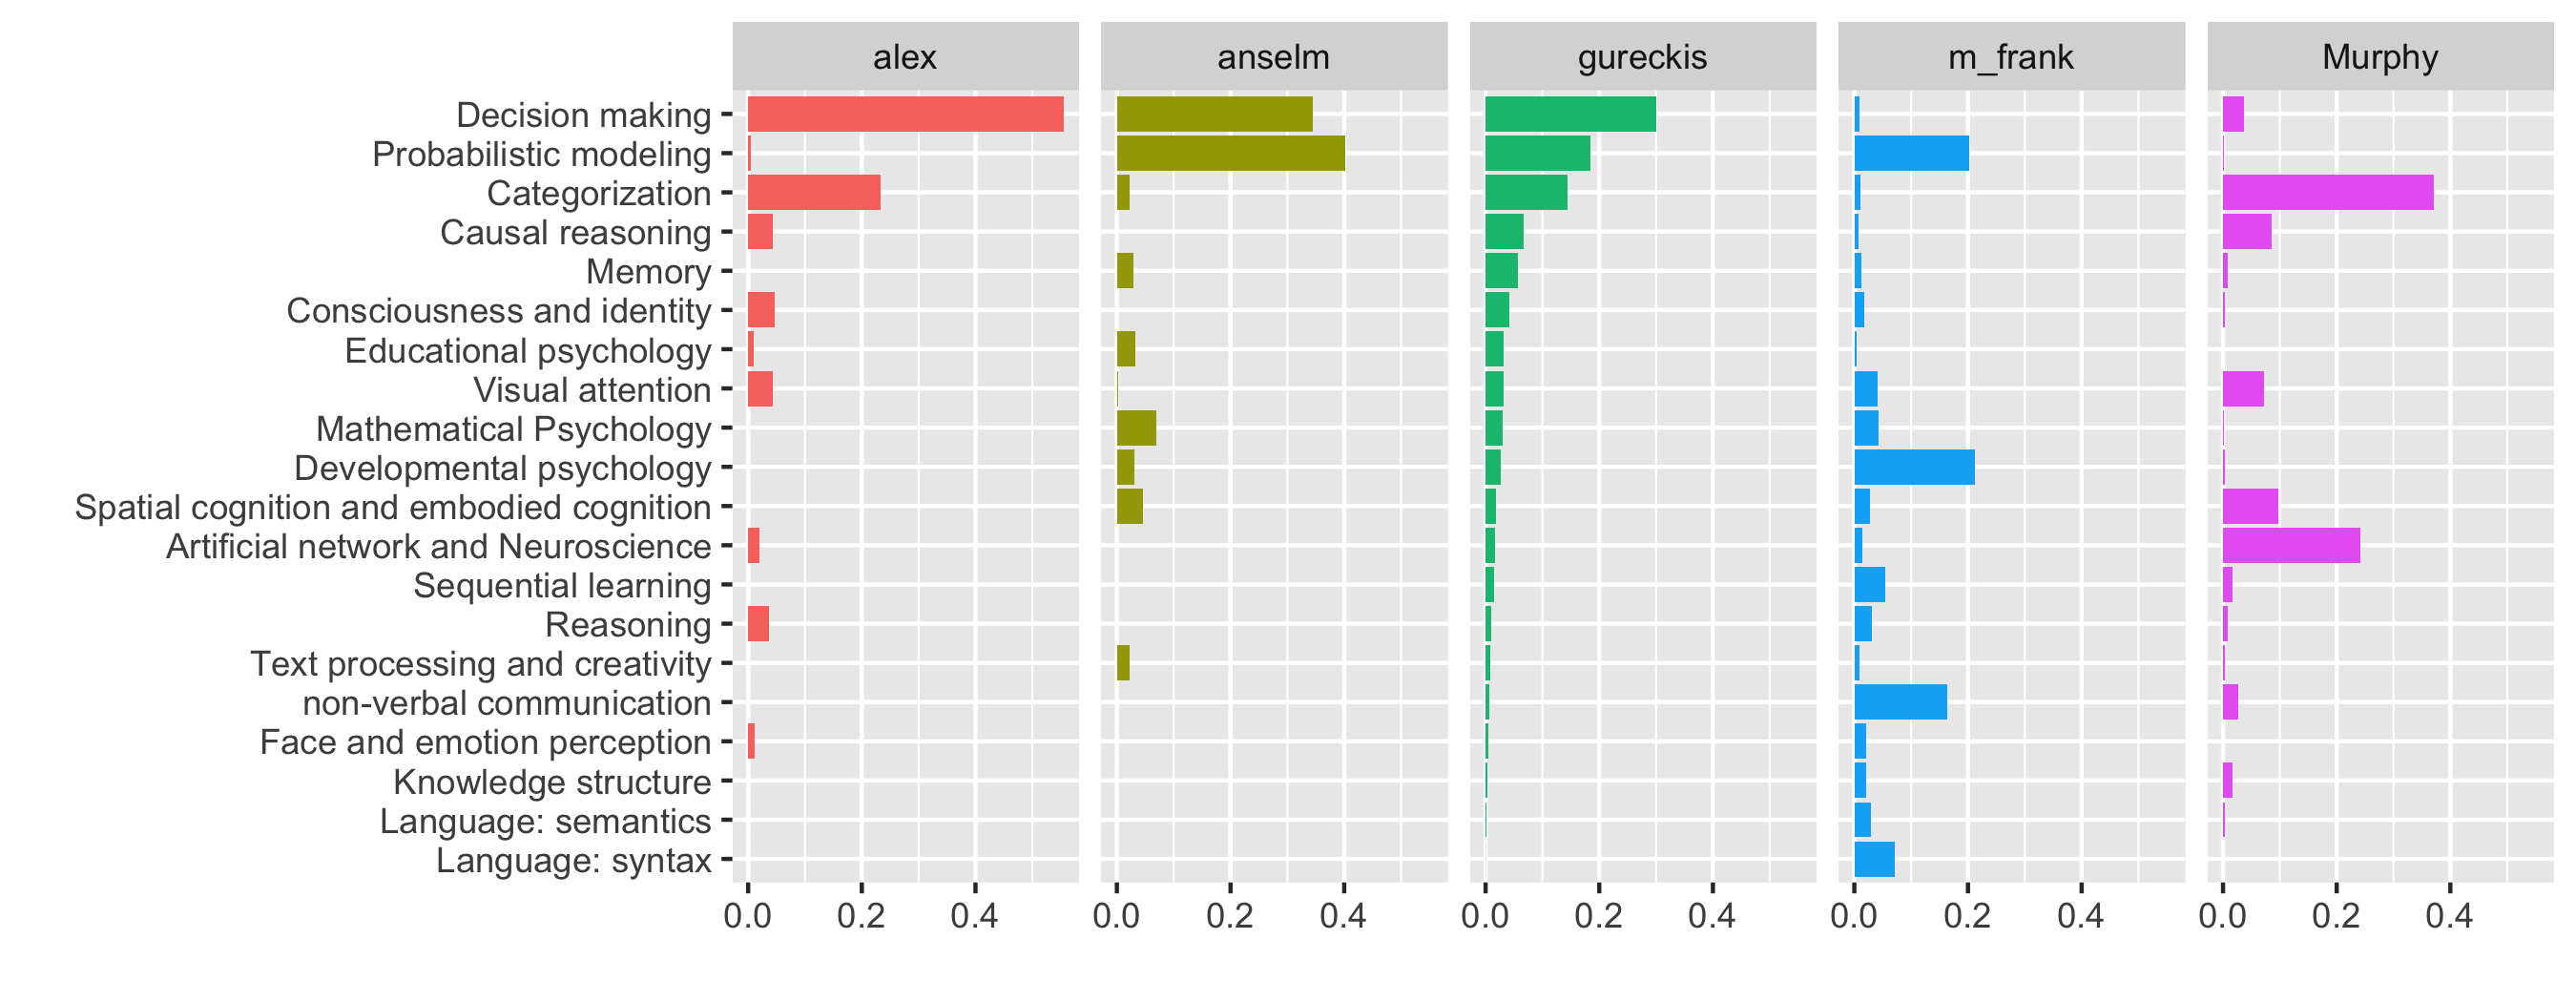 alex anselm gureckis m_frank Murphy
Decision making
Probabilistic modeling
Categorization
Causal reasoning
Memory
Consciousness and identity
Educational psychology
Visual attention
Mathematical Psychology
Developmental psychology
Spatial cognition and embodied cognition
Artificial network and Neuroscience
Sequential learning
Reasoning
Text processing and creativity
non-verbal communication
Face and emotion perception
Knowledge structure
Language: semantics
Language: syntax
0.0 0.2 0.4 0.0 0.2 0.4 0.0 0.2 0.4 0.0 0.2 0.4 0.0 0.2 0.4